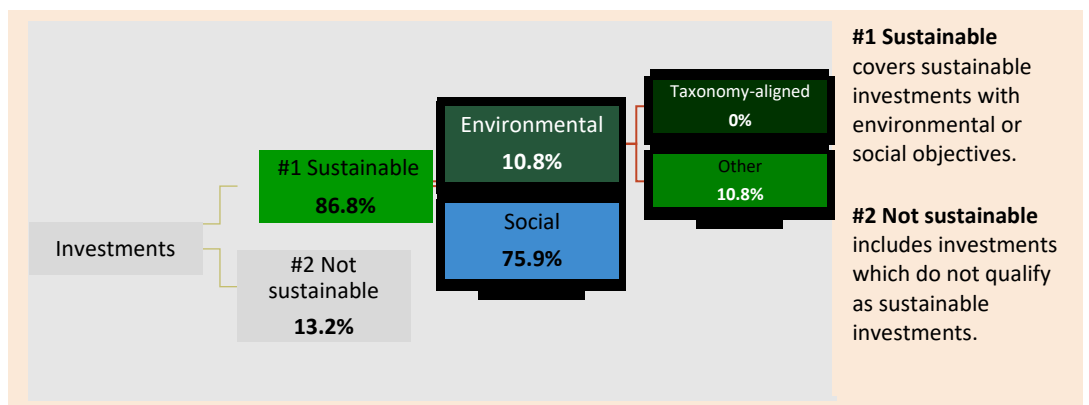 Investments
#1 Sustainable
86.8%
#2 Not
sustainable
13.2%
Environmental
10.8%
Social
75.9%
Taxonomy-aligned
0%
Other
10.8%
#1 Sustainable
covers sustainable
investments with
environmental or
social objectives.
#2 Not sustainable
includes investments
which do not qualify
as sustainable
investments.